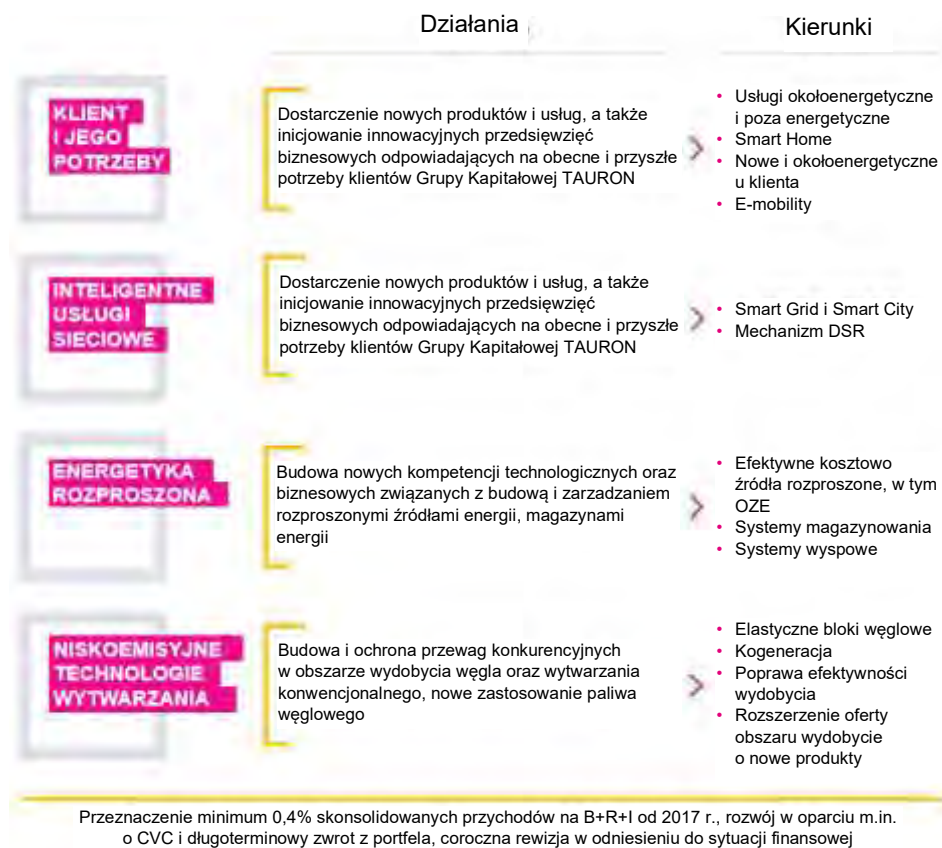 Działania
Kierunki
KLIENT
I JEGO
POTRZEBY
Dostarczenie nowych produktów i usług, a także
inicjowanie innowacyjnych przedsięwzięć
biznesowych odpowiadających na obecne i przyszłe
potrzeby klientów Grupy Kapitałowej TAURON
• Usługi okołoenergetyczne
i poza energetyczne
• Smart Home
• Nowe i okołoenergetyczne
u klienta
• E-mobility
INTELIGENTNE
USŁUGI
SIECIOWE
Dostarczenie nowych produktów i usług, a także
inicjowanie innowacyjnych przedsięwzięć
biznesowych odpowiadających na obecne i przyszłe
potrzeby klientów Grupy Kapitałowej TAURON
• Smart Grid i Smart City
• Mechanizm DSR
ENERGETYKA
ROZPROSZONA
Budowa nowych kompetencji technologicznych oraz
biznesowych związanych z budową i zarzadzaniem
rozproszonymi źródłami energii, magazynami
energii
• Efektywne kosztowo
źródła rozproszone, w tym
OZE
• Systemy magazynowania
• Systemy wyspowe
NISKOEMISYJNE
TECHNOLOGIE
WYTWARZANIA
Budowa i ochrona przewag konkurencyjnych
w obszarze wydobycia węgla oraz wytwarzania
konwencjonalnego, nowe zastosowanie paliwa
węglowego
• Elastyczne bloki węglowe
• Kogeneracja
• Poprawa efektywności
wydobycia
• Rozszerzenie oferty
obszaru wydobycie
o nowe produkty
Przeznaczenie minimum 0,4% skonsolidowanych przychodów na B+R+I od 2017 r., rozwój w oparciu m.in.
o CVC i długoterminowy zwrot z portfela, coroczna rewizja w odniesieniu do sytuacji finansowej